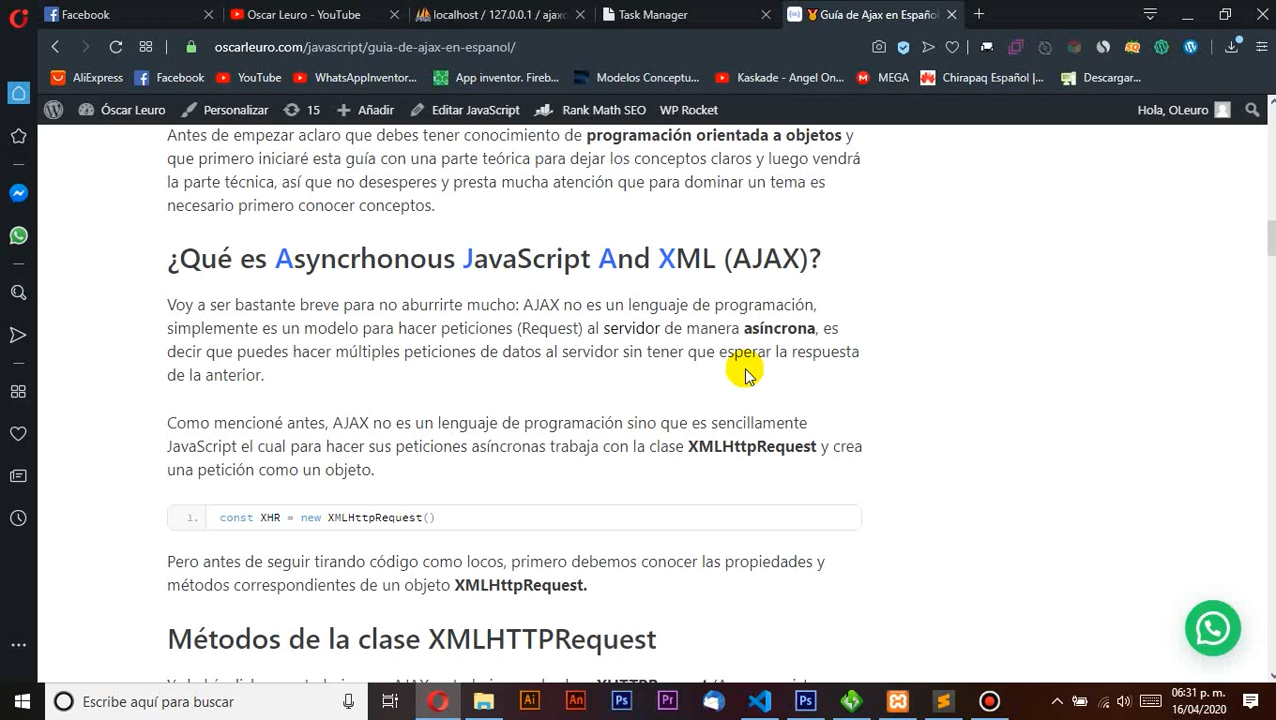 Facebook
Oscar Leuro - YouTube
localhost / 127.0.0.1 / ajaxc
Task Manager
Guía de Ajax en Español
oscarleuro.com/javascript/guia-de-ajax-en-espanol/
AliExpress
Facebook
YouTube
WhatsAppInventor...
App inventor. Fireb...
Modelos Conceptu...
Kaskade - Angel On...
MEGA
Chirapaq Español |...
Descargar...
Óscar Leuro
Personalizar
15
Añadir
Editar JavaScript
Rank Math SEO
WP Rocket
Hola, OLeuro
Antes de empezar aclaro que debes tener conocimiento de programación orientada a objetos y
que primero iniciaré esta guía con una parte teórica para dejar los conceptos claros y luego vendrá
la parte técnica, así que no desesperes y presta mucha atención que para dominar un tema es
necesario primero conocer conceptos.
¿Qué es Asyncrhonous JavaScript And XML (AJAX)?
Voy a ser bastante breve para no aburrirte mucho: AJAX no es un lenguaje de programación,
simplemente es un modelo para hacer peticiones (Request) al servidor de manera asíncrona, es
decir que puedes hacer múltiples peticiones de datos al servidor sin tener que esperar la respuesta
de la anterior.
Como mencioné antes, AJAX no es un lenguaje de programación sino que es sencillamente
JavaScript el cual para hacer sus peticiones asíncronas trabaja con la clase XMLHttpRequest y crea
una petición como un objeto.
1. const XHR = new XMLHttpRequest()
Pero antes de seguir tirando código como locos, primero debemos conocer las propiedades y
métodos correspondientes de un objeto XMLHttpRequest.
Métodos de la clase XMLHTTPRequest
Escribe aquí para buscar
06:31 p. m.
16/04/2020